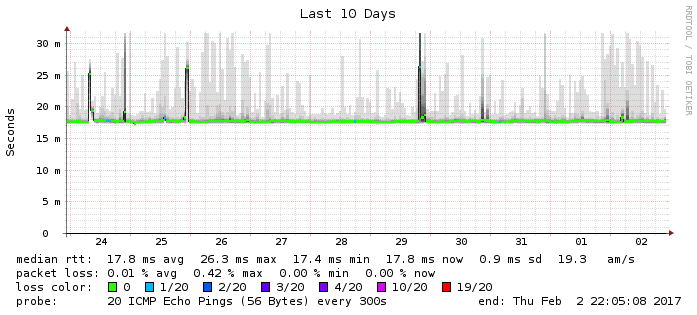 Last 10 Days
RRDTOOL / TOBI OETIKER
Seconds
30 m
25 m
20 m
15 m
10 m
5 m
0
24 25 26 27 28 29 30 31 01 02
median rtt: 17.8 ms avg 26.3 ms max 17.4 ms min 17.8 ms now 0.9 ms sd 19.3 am/s
packet loss: 0.01 % avg 0.42 % max 0.00 % min 0.00 % now
loss color: 0 1/20 2/20 3/20 4/20 10/20 19/20
probe: 20 ICMP Echo Pings (56 Bytes) every 300s end: Thu Feb 2 22:05:08 2017